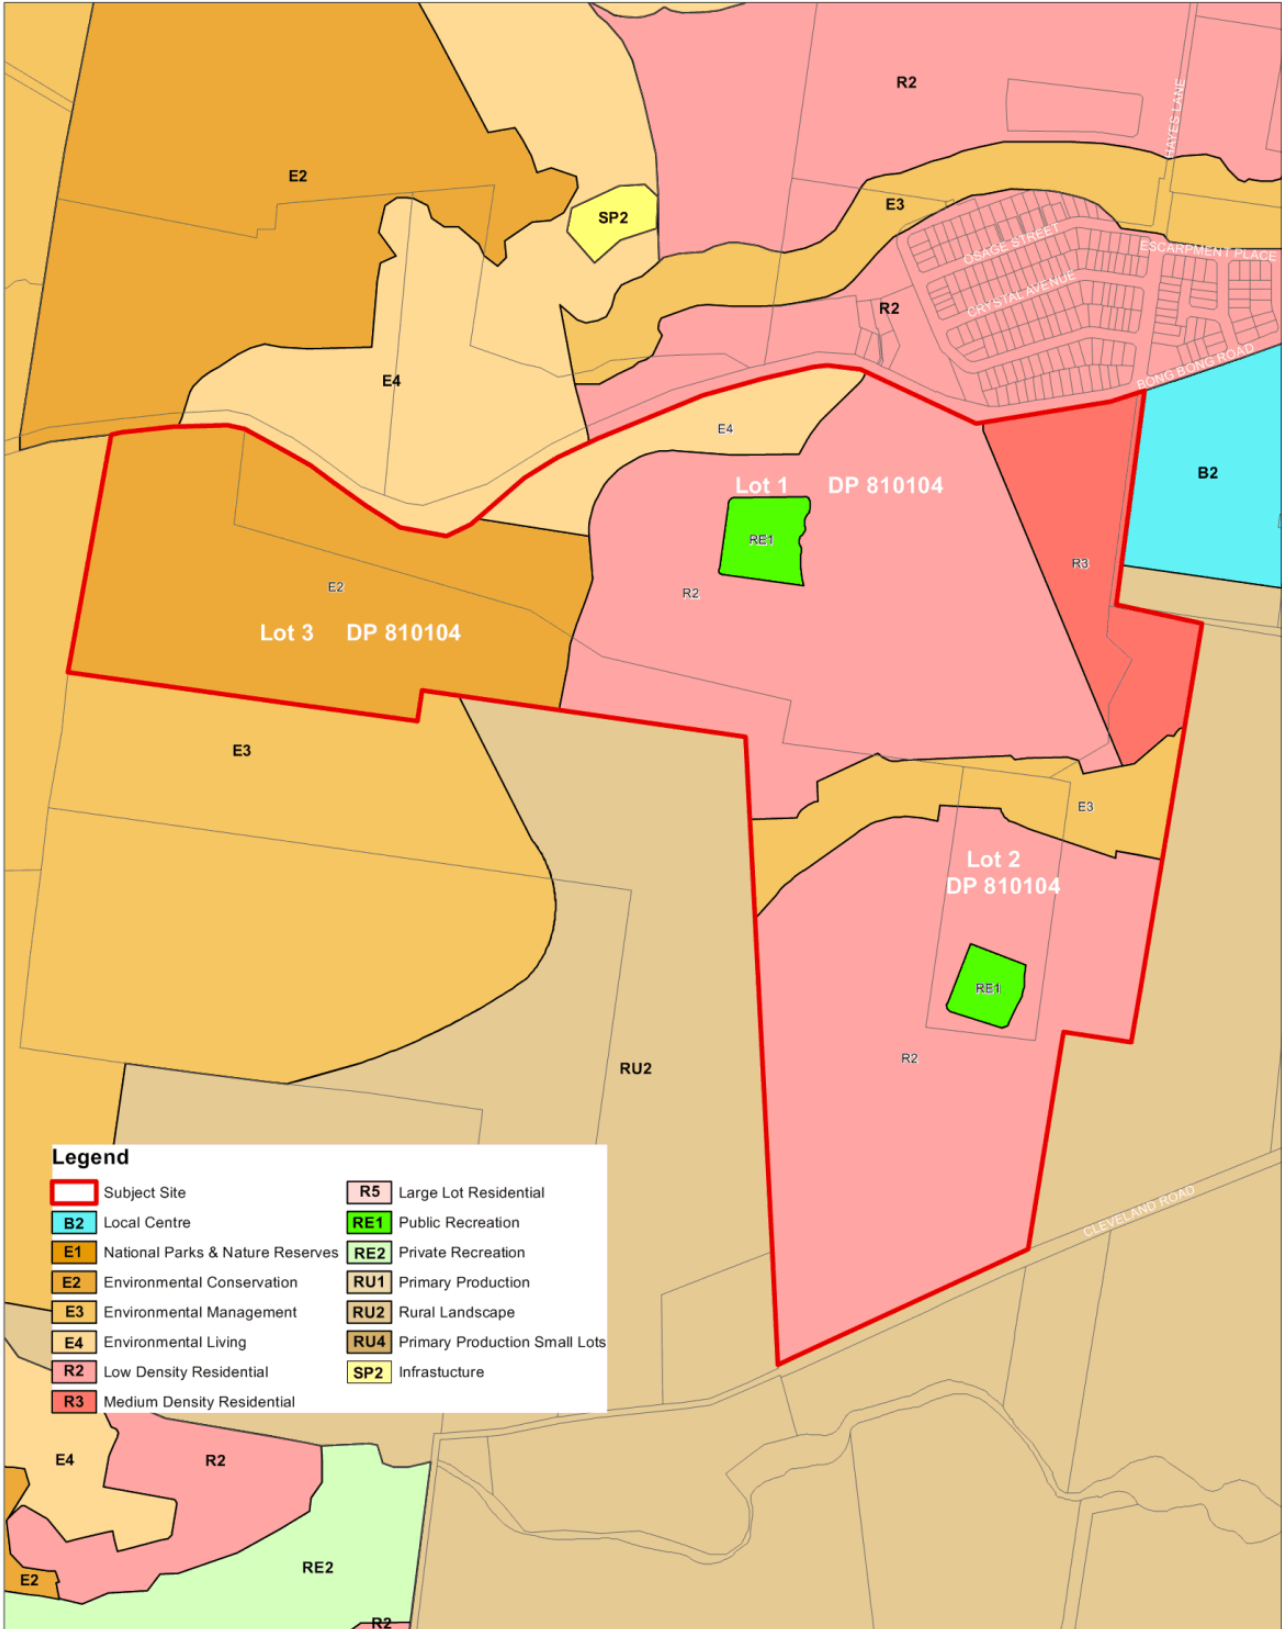 R2
HAYES LANE
E2
E3
SP2
OSAGE STREET
ESCARPMENT PLACE
CRYSTAL AVENUE
R2
BONG BONG ROAD
E4
E4
B2
Lot 1 DP 810104
RE1
R3
E2
R2
Lot 3 DP 810104
E3
E3
Lot 2
DP 810104
RE1
R2
RU2
CLEVELAND ROAD
Legend
Subject Site
B2 Local Centre
E1 National Parks & Nature Reserves
E2 Environmental Conservation
E3 Environmental Management
E4 Environmental Living
R2 Low Density Residential
R3 Medium Density Residential
R5 Large Lot Residential
RE1 Public Recreation
RE2 Private Recreation
RU1 Primary Production
RU2 Rural Landscape
RU4 Primary Production Small Lots
SP2 Infrastucture
E4
R2
RE2
E2
R2